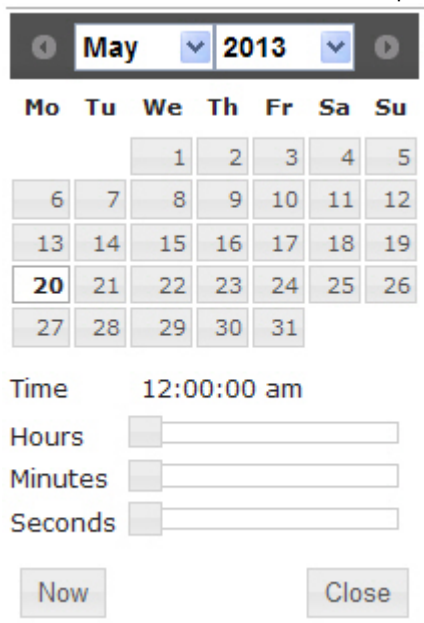 May 2013
Mo Tu We Th Fr Sa Su
1 2 3 4 5
6 7 8 9 10 11 12
13 14 15 16 17 18 19
20 21 22 23 24 25 26
27 28 29 30 31
Time 12:00:00 am
Hours
Minutes
Seconds
Now Close